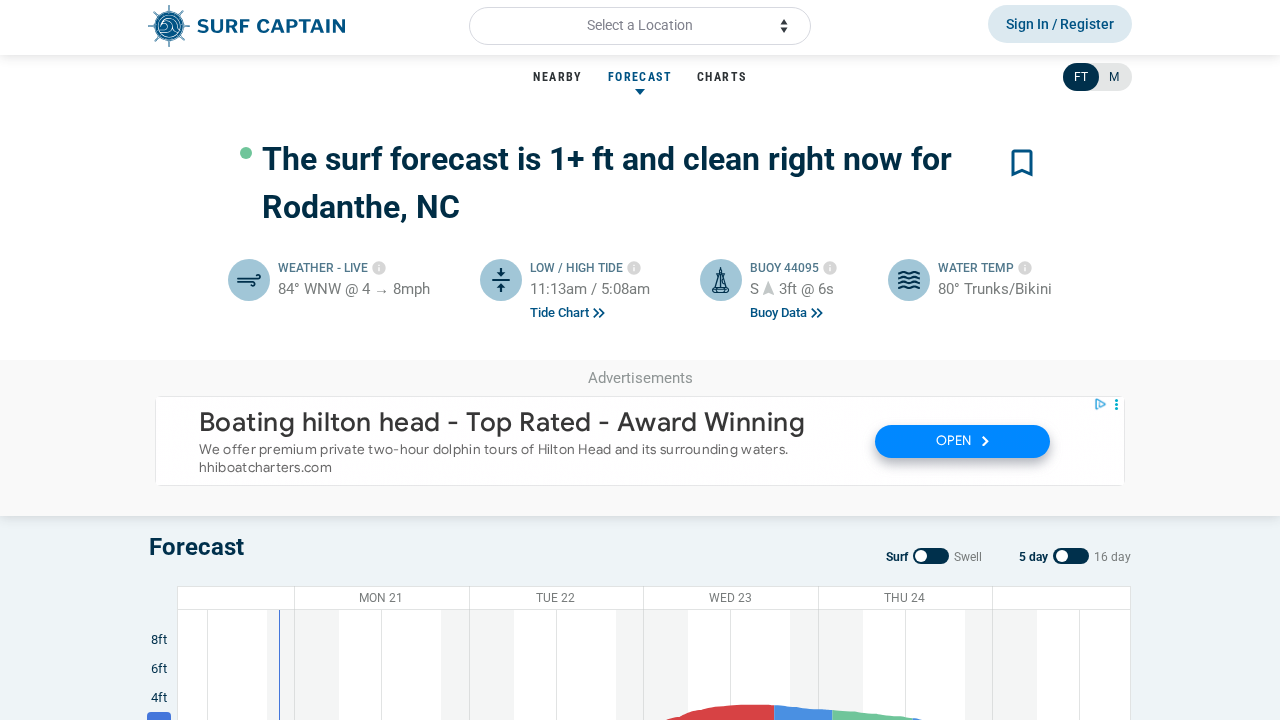 SURF CAPTAIN
Select a Location
Sign In / Register
NEARBY FORECAST CHARTS
FT M
The surf forecast is 1+ ft and clean right now for
Rodanthe, NC
WEATHER - LIVE
84° WNW @ 4 → 8mph
LOW / HIGH TIDE
11:13am / 5:08am
Tide Chart
BUOY 44095
S 3ft @ 6s
Buoy Data
WATER TEMP
80° Trunks/Bikini
Advertisements
Boating hilton head - Top Rated - Award Winning
We offer premium private two-hour dolphin tours of Hilton Head and its surrounding waters.
hhiboatcharters.com
OPEN
Forecast
Surf Swell
5 day 16 day
MON 21 TUE 22 WED 23 THU 24
8ft
6ft
4ft